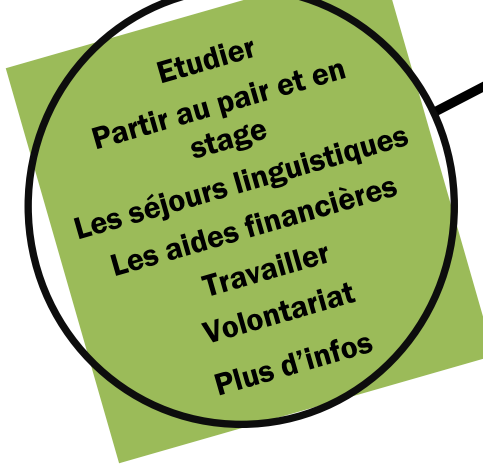 Etudier
Partir au pair et en
stage
Les séjours linguistiques
Les aides financières
Travailler
Volontariat
Plus d’infos